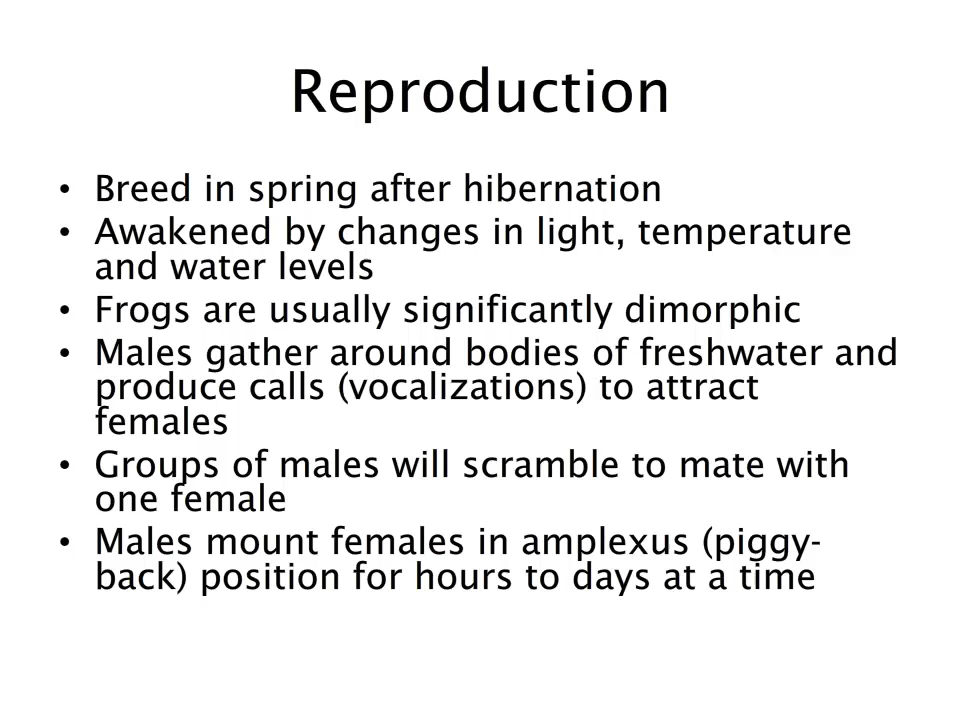 Reproduction
• Breed in spring after hibernation
• Awakened by changes in light, temperature
and water levels
• Frogs are usually significantly dimorphic
• Males gather around bodies of freshwater and
produce calls (vocalizations) to attract
females
• Groups of males will scramble to mate with
one female
• Males mount females in amplexus (piggy-
back) position for hours to days at a time